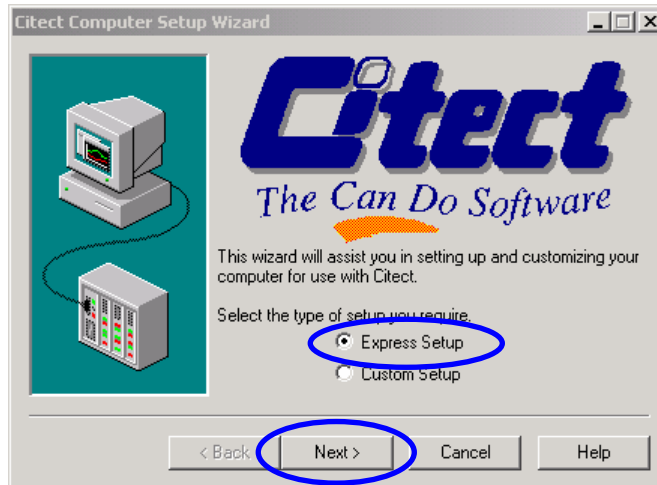 Citect Computer Setup Wizard
Citect
The Can Do Software
This wizard will assist you in setting up and customizing your
computer for use with Citect.
Select the type of setup you require.
Express Setup
Custom Setup
< Back
Next >
Cancel
Help